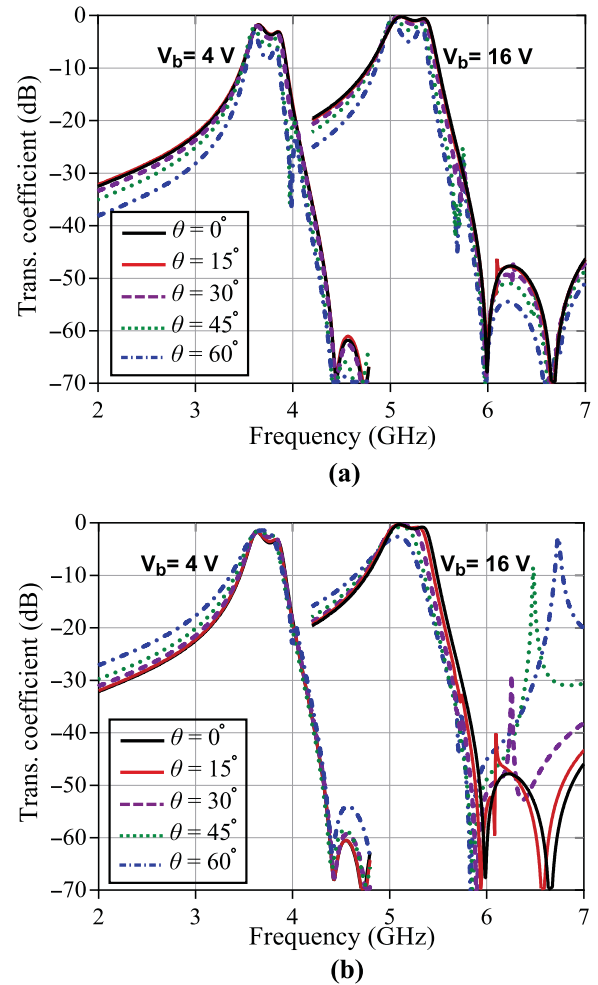 0
-10
-20
-30
-40
-50
-60
-70
Trans. coefficient (dB)
V_b= 4 V
V_b= 16 V
θ = 0°
θ = 15°
θ = 30°
θ = 45°
θ = 60°
2 3 4 5 6 7
Frequency (GHz)
(a)
0
-10
-20
-30
-40
-50
-60
-70
Trans. coefficient (dB)
V_b= 4 V
V_b= 16 V
θ = 0°
θ = 15°
θ = 30°
θ = 45°
θ = 60°
2 3 4 5 6 7
Frequency (GHz)
(b)